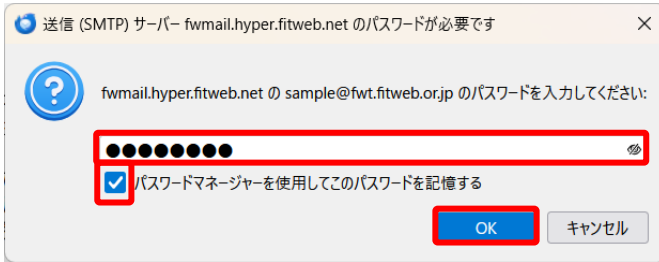 送信 (SMTP) サーバー fwmail.hyper.fitweb.net のパスワードが必要です
fwmail.hyper.fitweb.net の sample@fwt.fitweb.or.jp のパスワードを入力してください:
●●●●●●●●
パスワードマネージャーを使用してこのパスワードを記憶する
OK キャンセル